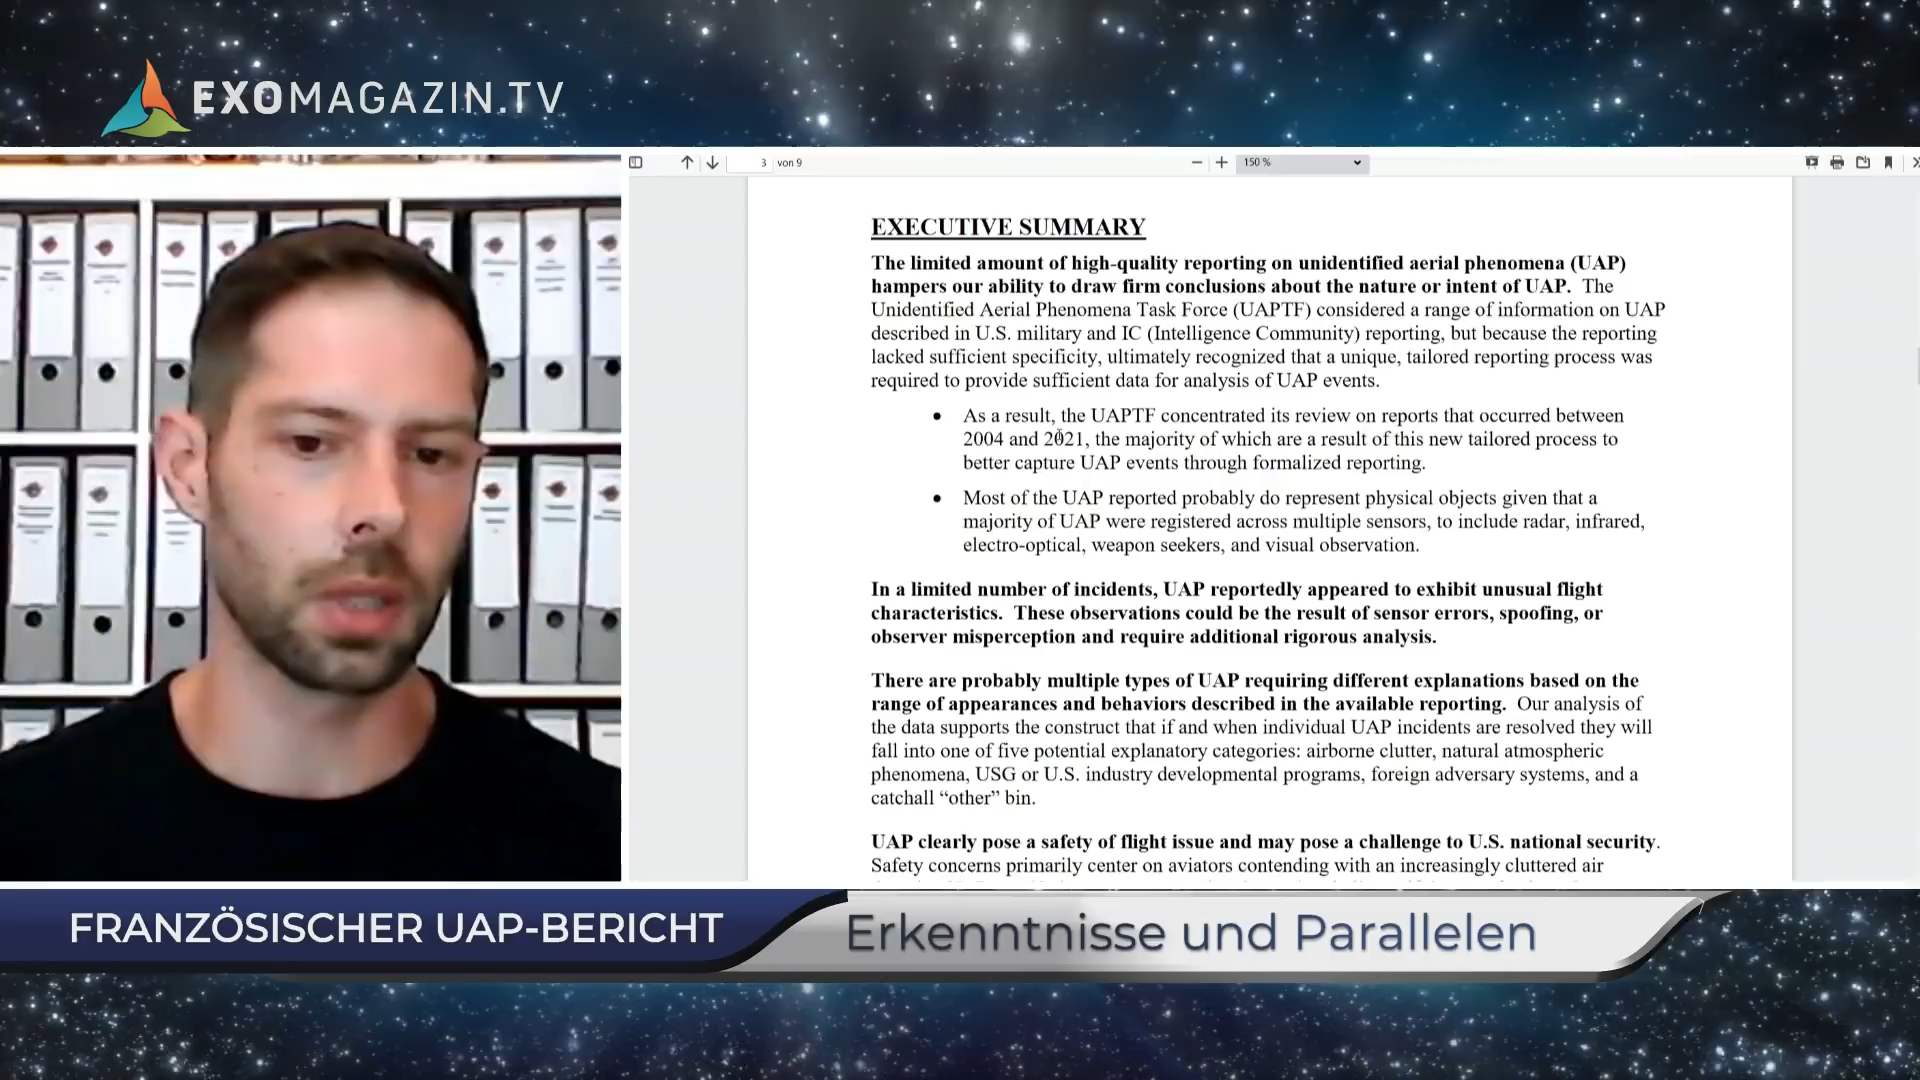 EXOMAGAZIN.TV
3 von 9
150 %
EXECUTIVE SUMMARY
The limited amount of high-quality reporting on unidentified aerial phenomena (UAP)
hampers our ability to draw firm conclusions about the nature or intent of UAP. The
Unidentified Aerial Phenomena Task Force (UAPTF) considered a range of information on UAP
described in U.S. military and IC (Intelligence Community) reporting, but because the reporting
lacked sufficient specificity, ultimately recognized that a unique, tailored reporting process was
required to provide sufficient data for analysis of UAP events.
• As a result, the UAPTF concentrated its review on reports that occurred between
2004 and 2021, the majority of which are a result of this new tailored process to
better capture UAP events through formalized reporting.
• Most of the UAP reported probably do represent physical objects given that a
majority of UAP were registered across multiple sensors, to include radar, infrared,
electro-optical, weapon seekers, and visual observation.
In a limited number of incidents, UAP reportedly appeared to exhibit unusual flight
characteristics. These observations could be the result of sensor errors, spoofing, or
observer misperception and require additional rigorous analysis.
There are probably multiple types of UAP requiring different explanations based on the
range of appearances and behaviors described in the available reporting. Our analysis of
the data supports the construct that if and when individual UAP incidents are resolved they will
fall into one of five potential explanatory categories: airborne clutter, natural atmospheric
phenomena, USG or U.S. industry developmental programs, foreign adversary systems, and a
catchall “other” bin.
UAP clearly pose a safety of flight issue and may pose a challenge to U.S. national security.
Safety concerns primarily center on aviators contending with an increasingly cluttered air
FRANZÖSISCHER UAP-BERICHT
Erkenntnisse und Parallelen